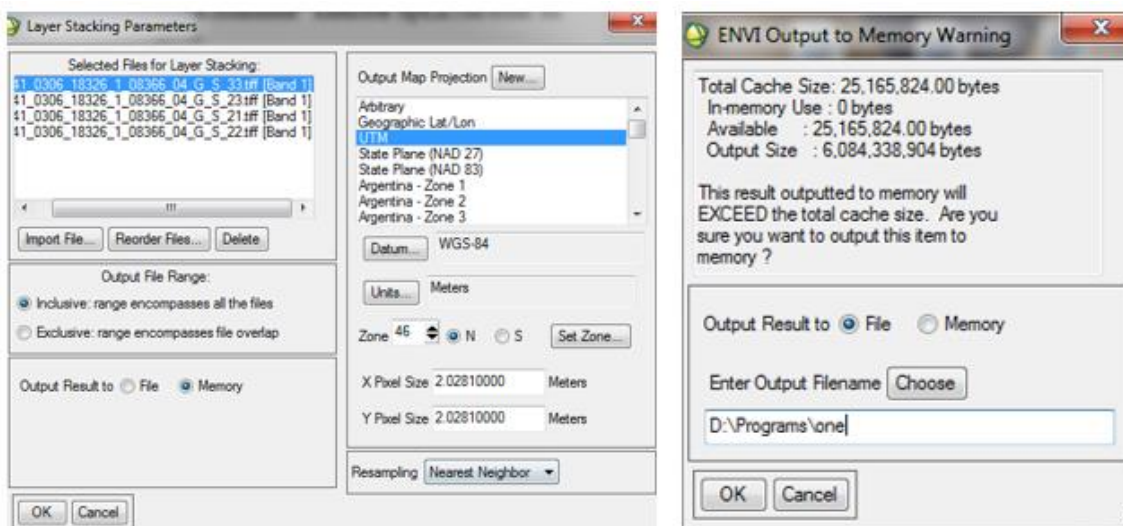 Layer Stacking Parameters
Selected Files for Layer Stacking:
41_0306_18326_1_08366_04_G_S_33.tiff [Band 1]
41_0306_18326_1_08366_04_G_S_23.tiff [Band 1]
41_0306_18326_1_08366_04_G_S_21.tiff [Band 1]
41_0306_18326_1_08366_04_G_S_22.tiff [Band 1]
Import File...
Reorder Files...
Delete
Output File Range:
Inclusive: range encompasses all the files
Exclusive: range encompasses file overlap
Output Result to File Memory
OK Cancel
Output Map Projection New...
Arbitrary
Geographic Lat/Lon
UTM
State Plane (NAD 27)
State Plane (NAD 83)
Argentina - Zone 1
Argentina - Zone 2
Argentina - Zone 3
Datum... WGS-84
Units... Meters
Zone 46 N S Set Zone...
X Pixel Size 2.02810000 Meters
Y Pixel Size 2.02810000 Meters
Resampling Nearest Neighbor
ENVI Output to Memory Warning
Total Cache Size: 25,165,824.00 bytes
In-memory Use : 0 bytes
Available : 25,165,824.00 bytes
Output Size : 6,084,338,904 bytes
This result outputted to memory will
EXCEED the total cache size. Are you
sure you want to output this item to
memory ?
Output Result to File Memory
Enter Output Filename Choose
D:\Programs\one
OK Cancel